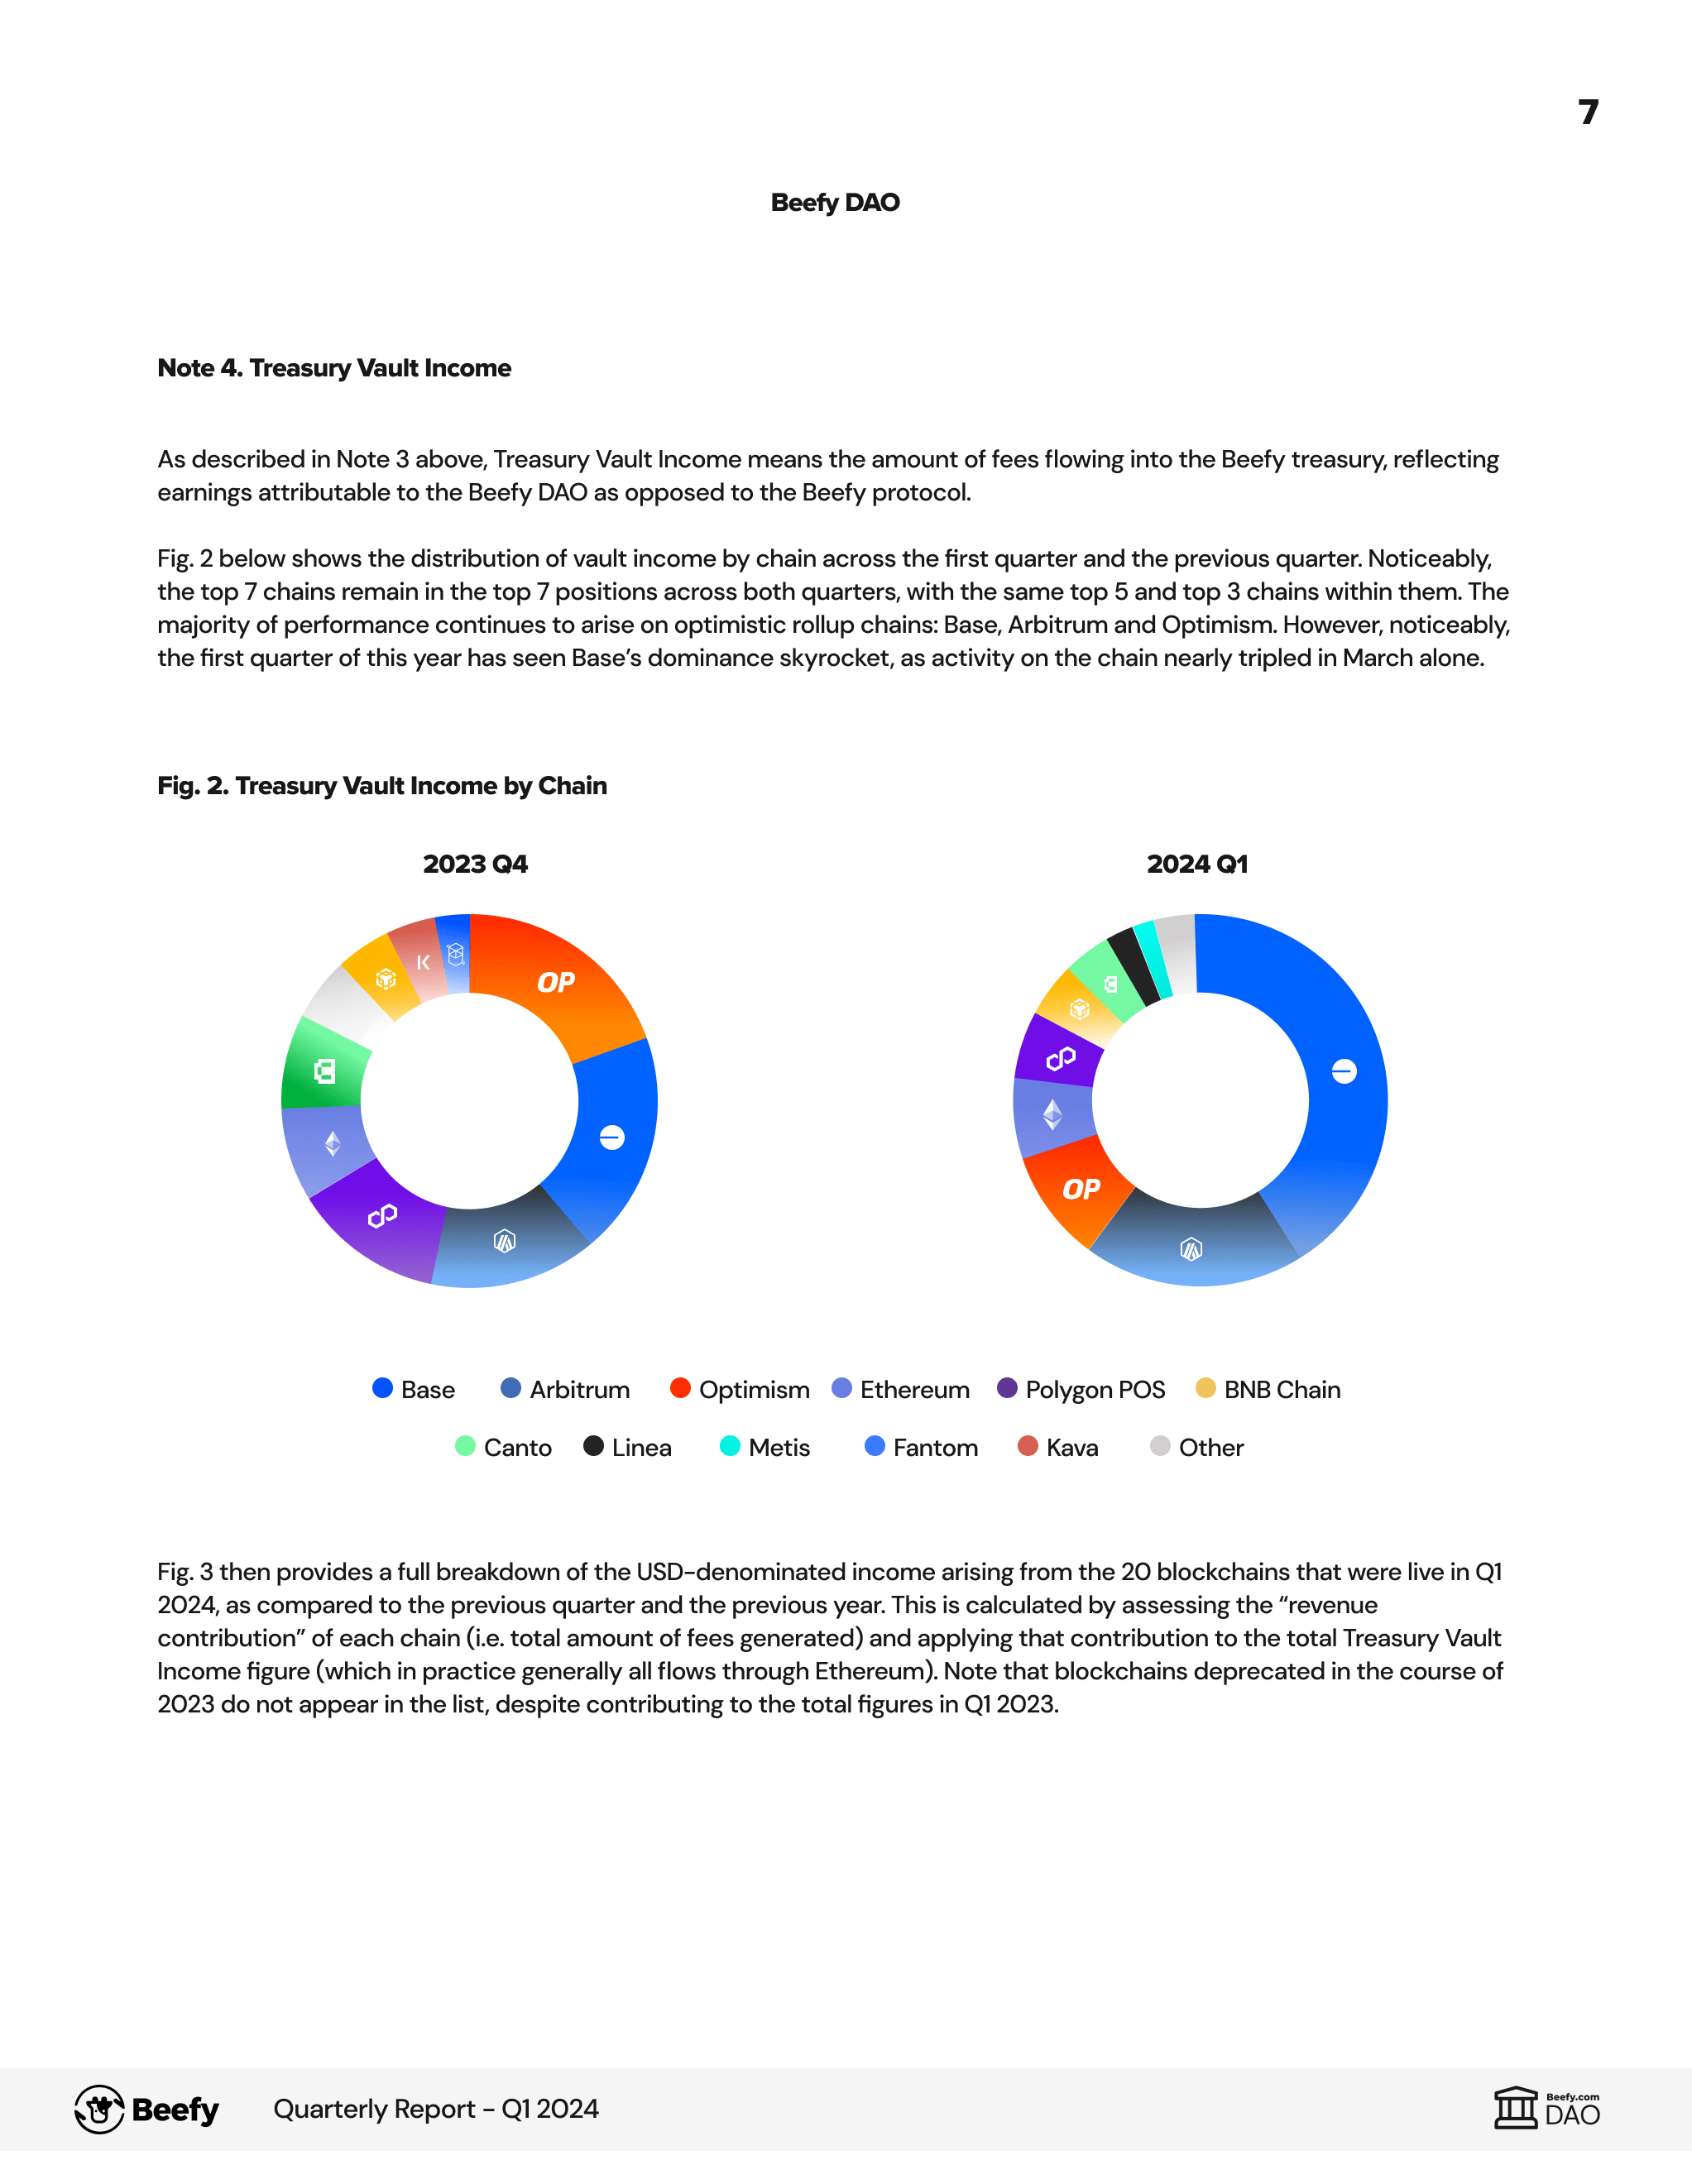 7
Beefy DAO
Note 4. Treasury Vault Income
As described in Note 3 above, Treasury Vault Income means the amount of fees flowing into the Beefy treasury, reflecting
earnings attributable to the Beefy DAO as opposed to the Beefy protocol.
Fig. 2 below shows the distribution of vault income by chain across the first quarter and the previous quarter. Noticeably,
the top 7 chains remain in the top 7 positions across both quarters, with the same top 5 and top 3 chains within them. The
majority of performance continues to arise on optimistic rollup chains: Base, Arbitrum and Optimism. However, noticeably,
the first quarter of this year has seen Base’s dominance skyrocket, as activity on the chain nearly tripled in March alone.
Fig. 2. Treasury Vault Income by Chain
2023 Q4
2024 Q1
OP
K
OP
Base Arbitrum Optimism Ethereum Polygon POS BNB Chain
Canto Linea Metis Fantom Kava Other
Fig. 3 then provides a full breakdown of the USD-denominated income arising from the 20 blockchains that were live in Q1
2024, as compared to the previous quarter and the previous year. This is calculated by assessing the “revenue
contribution” of each chain (i.e. total amount of fees generated) and applying that contribution to the total Treasury Vault
Income figure (which in practice generally all flows through Ethereum). Note that blockchains deprecated in the course of
2023 do not appear in the list, despite contributing to the total figures in Q1 2023.
Beefy
Quarterly Report - Q1 2024
Beefy.com
DAO